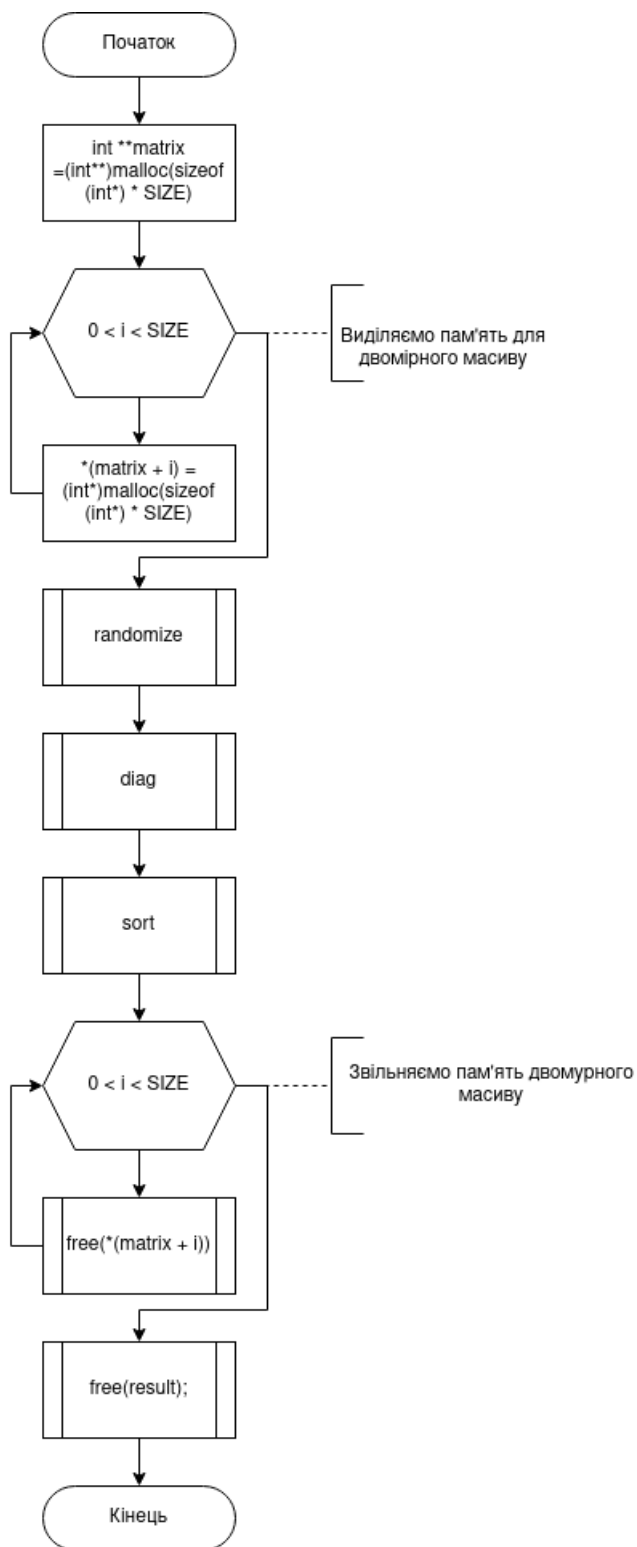 Початок
int **matrix
=(int**)malloc(sizeof
(int*) * SIZE)
0 < i < SIZE
Виділяємо пам'ять для
двомірного масиву
*(matrix + i) =
(int*)malloc(sizeof
(int*) * SIZE)
randomize
diag
sort
0 < i < SIZE
Звільняємо пам'ять двомурного
масиву
free(*(matrix + i))
free(result);
Кінець